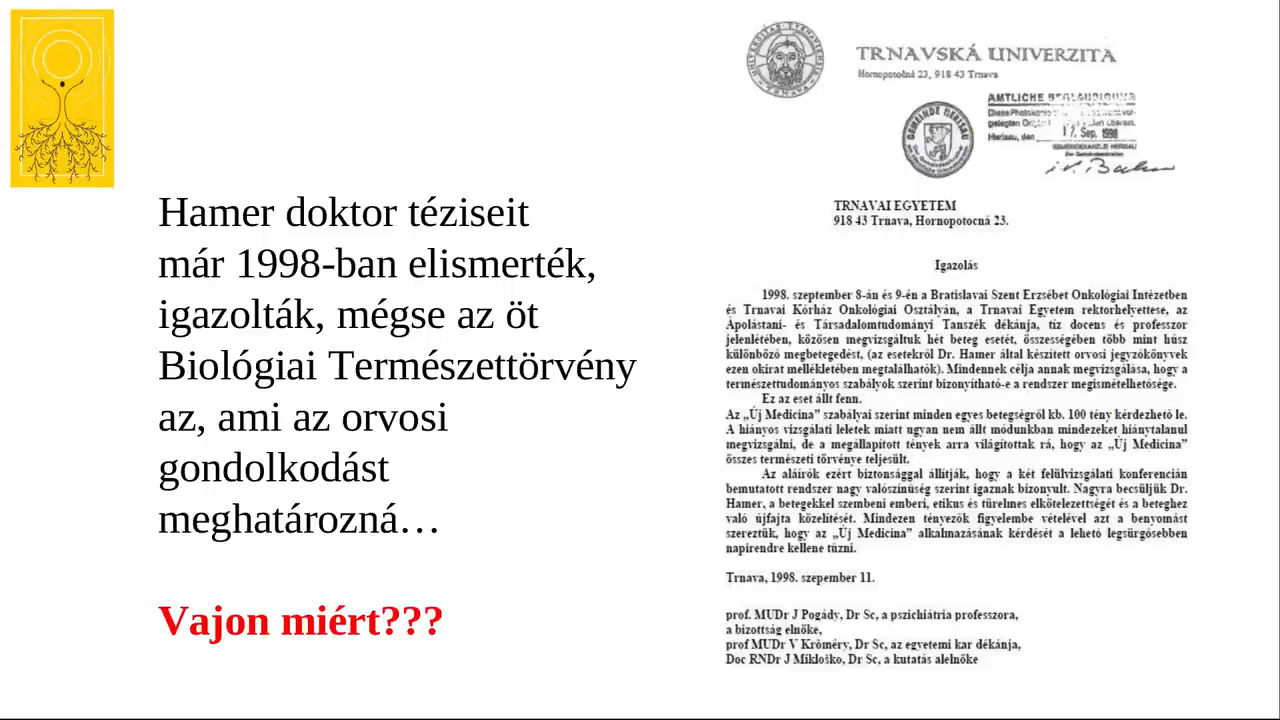 Hamer doktor téziseit
már 1998-ban elismerték,
igazolták, mégse az öt
Biológiai Természettörvény
az, ami az orvosi
gondolkodást
meghatározná…
Vajon miért???
TRNAVSKÁ UNIVERZITA
Hornopotočná 23, 918 43 Trnava
AMTLICHE BEGLAUBIGUNG
Herisau, den 17. Sep. 1998
GEMEINDE HERISAU
TRNAVAI EGYETEM
918 43 Trnava, Hornopotocná 23.
Igazolás
1998. szeptember 8-án és 9-én a Bratislavai Szent Erzsébet Onkológiai Intézetben
és Trnavai Kórház Onkológiai Osztályán, a Trnavai Egyetem rektorhelyettese, az
Ápolástani- és Társadalomtudományi Tanszék dékánja, tíz docens és professzor
jelenlétében, közösen megvizsgáltuk hét beteg esetét, összességében több mint húsz
különböző megbetegedést, (az esetekről Dr. Hamer által készített orvosi jegyzőkönyvek
ezen okirat mellékletében megtalálhatók). Mindennek célja annak megvizsgálása, hogy a
természettudományos szabályok szerint bizonyítható-e a rendszer megismételhetősége.
Ez az eset állt fenn.
Az „Új Medicina” szabályai szerint minden egyes betegségről kb. 100 tény kérdezhető le.
A hiányos vizsgálati leletek miatt ugyan nem állt módunkban mindezeket hiánytalanul
megvizsgálni, de a megállapított tények arra világítottak rá, hogy az „Új Medicina”
összes természeti törvénye teljesült.
Az aláírók ezért biztonsággal állítják, hogy a két felülvizsgálati konferencián
bemutatott rendszer nagy valószínűség szerint igaznak bizonyult. Nagyra becsüljük Dr.
Hamer, a betegekkel szembeni emberi, etikus és türelmes elkötelezettségét és a beteghez
való újfajta közelítését. Mindezen tényezők figyelembe vételével azt a benyomást
szereztük, hogy az „Új Medicina” alkalmazásának kérdését a lehető legsürgősebben
napirendre kellene tűzni.
Trnava, 1998. szepember 11.
prof. MUDr J Pogády, Dr Sc, a pszichiátria professzora,
a bizottság elnöke,
prof MUDr V Krčméry, Dr Sc, az egyetemi kar dékánja,
Doc RNDr J Mikloško, Dr Sc, a kutatás alelnöke